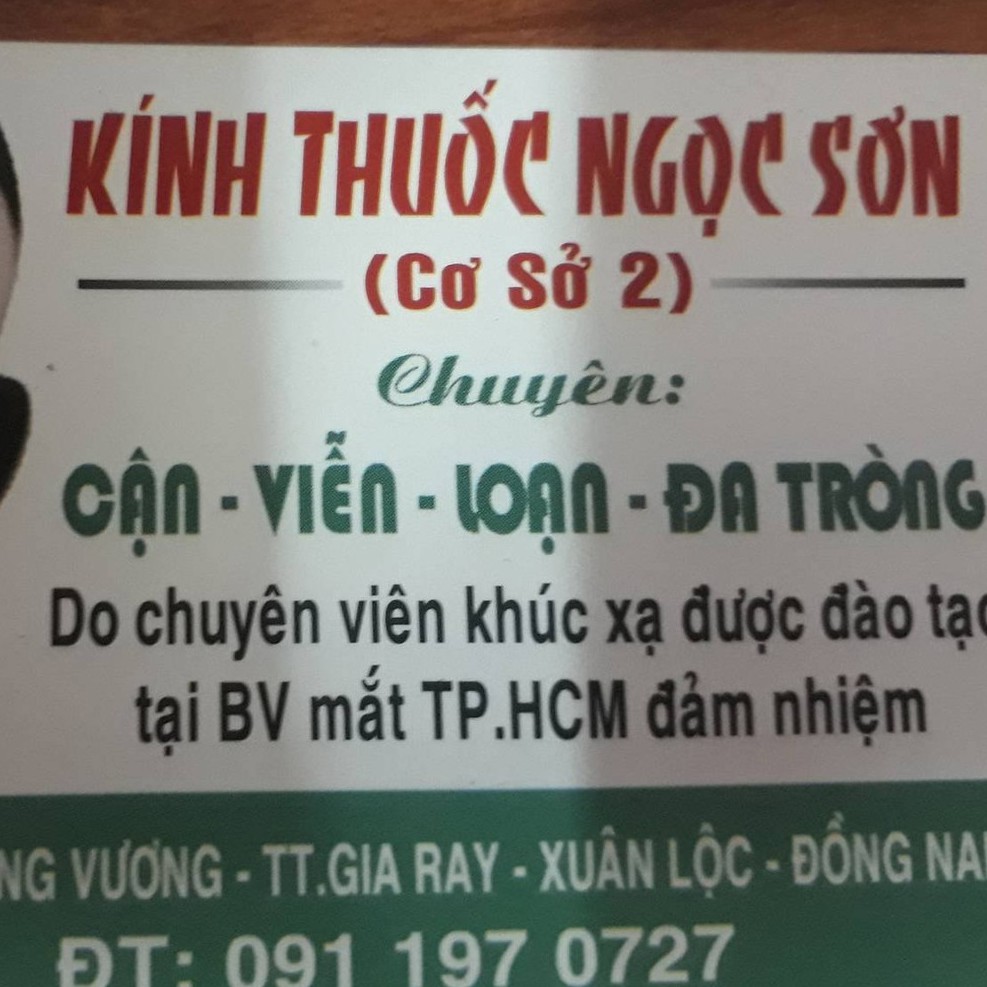 KÍNH THUỐC NGỌC SƠN
(Cơ Sở 2)
Chuyên:
CẬN - VIỄN - LOẠN - ĐA TRÒNG
Do chuyên viên khúc xạ được đào tạo
tại BV mắt TP.HCM đảm nhiệm
NG VƯƠNG - TT.GIA RAY - XUÂN LỘC - ĐỒNG NAI
ĐT: 091 197 0727